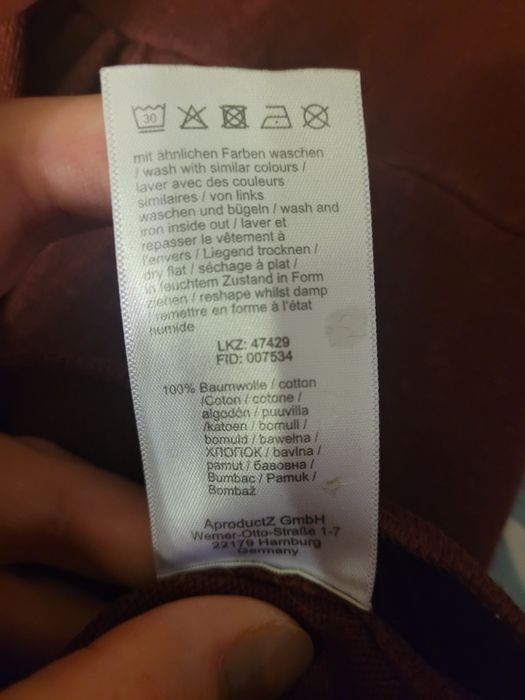 30
mit ähnlichen Farben waschen
/ wash with similar colours /
laver avec des couleurs
similaires / von links
waschen und bügeln / wash and
iron inside out / laver et
repasser le vêtement à
l'envers / Liegend trocknen /
dry flat / séchage à plat /
in feuchtem Zustand in Form
ziehen / reshape whilst damp
/ remettre en forme à l'état
humide
LKZ: 47429
FID: 007534
100% Baumwolle / cotton
/Coton / cotone /
algodón / puuvilla
/katoen / bomull /
bomuld / bawełna /
ХЛОПОК / bavlna /
pamut / бавовна /
Bumbac / Pamuk /
Bombaž
AproductZ GmbH
Werner-Otto-Straße 1-7
22179 Hamburg
Germany